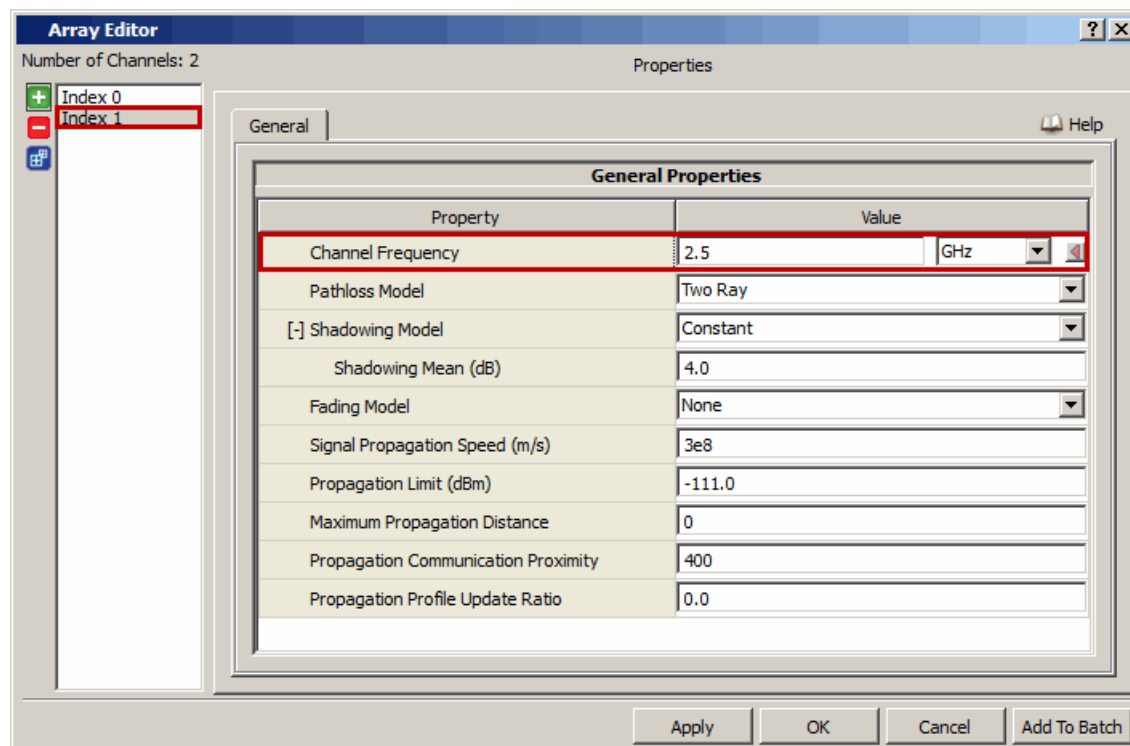 Array Editor
?
Number of Channels: 2
Properties
Index 0
Index 1
General
Help
General Properties
Property Value
Channel Frequency 2.5 GHz
Pathloss Model Two Ray
[-] Shadowing Model Constant
Shadowing Mean (dB) 4.0
Fading Model None
Signal Propagation Speed (m/s) 3e8
Propagation Limit (dBm) -111.0
Maximum Propagation Distance 0
Propagation Communication Proximity 400
Propagation Profile Update Ratio 0.0
Apply OK Cancel Add To Batch